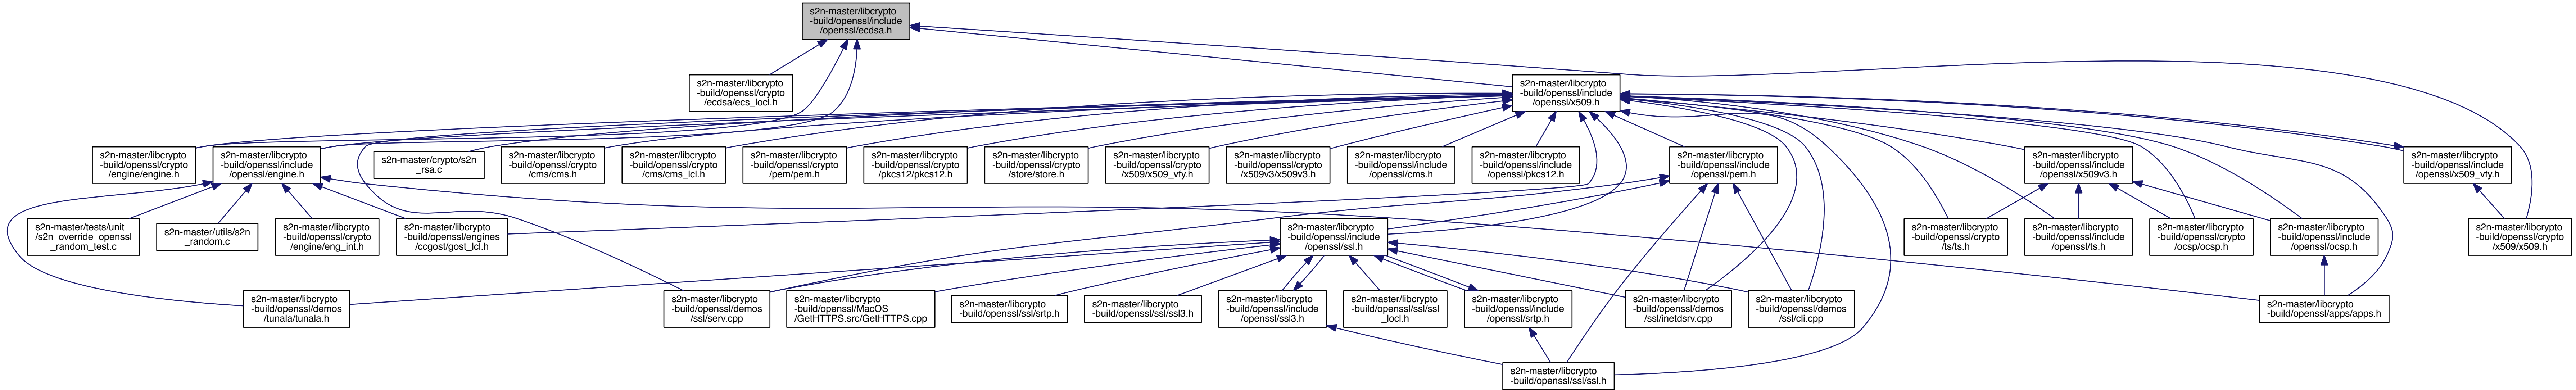 s2n-master/libcrypto
-build/openssl/include
/openssl/ecdsa.h
s2n-master/libcrypto
-build/openssl/crypto
/ecdsa/ecs_locl.h
s2n-master/libcrypto
-build/openssl/include
/openssl/x509.h
s2n-master/libcrypto
-build/openssl/crypto
/engine/engine.h
s2n-master/libcrypto
-build/openssl/include
/openssl/engine.h
s2n-master/crypto/s2n
_rsa.c
s2n-master/libcrypto
-build/openssl/crypto
/cms/cms.h
s2n-master/libcrypto
-build/openssl/crypto
/cms/cms_lcl.h
s2n-master/libcrypto
-build/openssl/crypto
/pem/pem.h
s2n-master/libcrypto
-build/openssl/crypto
/pkcs12/pkcs12.h
s2n-master/libcrypto
-build/openssl/crypto
/store/store.h
s2n-master/libcrypto
-build/openssl/crypto
/x509/x509_vfy.h
s2n-master/libcrypto
-build/openssl/crypto
/x509v3/x509v3.h
s2n-master/libcrypto
-build/openssl/include
/openssl/cms.h
s2n-master/libcrypto
-build/openssl/include
/openssl/pkcs12.h
s2n-master/libcrypto
-build/openssl/include
/openssl/pem.h
s2n-master/libcrypto
-build/openssl/include
/openssl/x509v3.h
s2n-master/libcrypto
-build/openssl/include
/openssl/x509_vfy.h
s2n-master/tests/unit
/s2n_override_openssl
_random_test.c
s2n-master/utils/s2n
_random.c
s2n-master/libcrypto
-build/openssl/crypto
/engine/eng_int.h
s2n-master/libcrypto
-build/openssl/engines
/ccgost/gost_lcl.h
s2n-master/libcrypto
-build/openssl/include
/openssl/ssl.h
s2n-master/libcrypto
-build/openssl/crypto
/ts/ts.h
s2n-master/libcrypto
-build/openssl/include
/openssl/ts.h
s2n-master/libcrypto
-build/openssl/crypto
/ocsp/ocsp.h
s2n-master/libcrypto
-build/openssl/include
/openssl/ocsp.h
s2n-master/libcrypto
-build/openssl/crypto
/x509/x509.h
s2n-master/libcrypto
-build/openssl/demos
/tunala/tunala.h
s2n-master/libcrypto
-build/openssl/demos
/ssl/serv.cpp
s2n-master/libcrypto
-build/openssl/MacOS
/GetHTTPS.src/GetHTTPS.cpp
s2n-master/libcrypto
-build/openssl/ssl/srtp.h
s2n-master/libcrypto
-build/openssl/ssl/ssl3.h
s2n-master/libcrypto
-build/openssl/include
/openssl/ssl3.h
s2n-master/libcrypto
-build/openssl/ssl/ssl
_locl.h
s2n-master/libcrypto
-build/openssl/include
/openssl/srtp.h
s2n-master/libcrypto
-build/openssl/demos
/ssl/inetdsrv.cpp
s2n-master/libcrypto
-build/openssl/demos
/ssl/cli.cpp
s2n-master/libcrypto
-build/openssl/apps/apps.h
s2n-master/libcrypto
-build/openssl/ssl/ssl.h